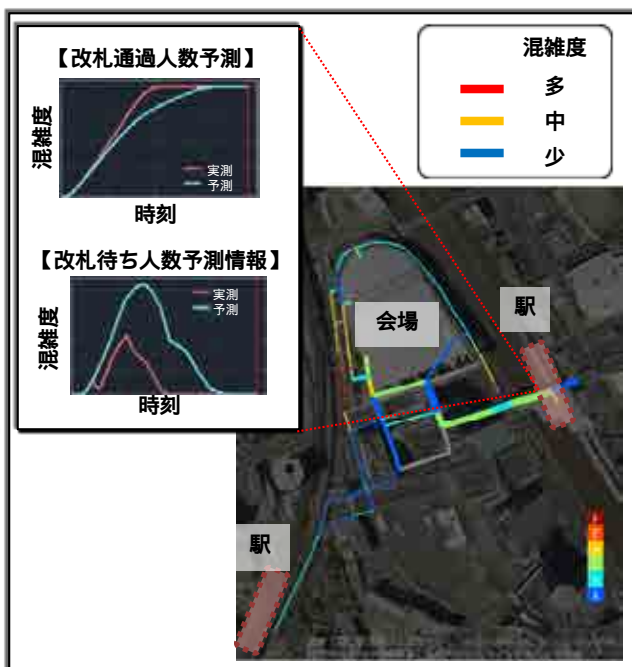 【改札通過人数予測】
混雑度
実測
予測
時刻
【改札待ち人数予測情報】
混雑度
実測
予測
時刻
混雑度
多
中
少
会場
駅
駅